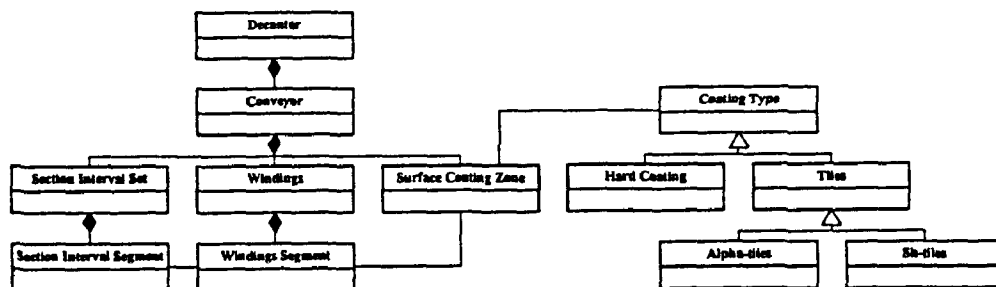 Decanter
Conveyor
Coating Type
Section Interval Set
Windings
Surface Coating Zone
Hard Coating
Tiles
Section Interval Segment
Windings Segment
Alpha-tiles
Sh-tiles